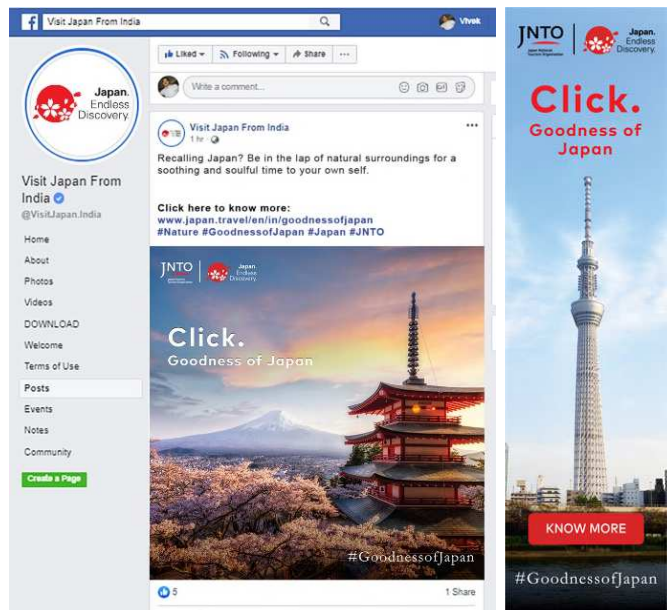 Visit Japan From India
Vivek
Liked
Following
Share
Japan.
Endless
Discovery.
Visit Japan From
India
@VisitJapan.India
Home
About
Photos
Videos
DOWNLOAD
Welcome
Terms of Use
Posts
Events
Notes
Community
Create a Page
Write a comment...
GIF
Visit Japan From India
1 hr
Recalling Japan? Be in the lap of natural surroundings for a
soothing and soulful time to your own self.
Click here to know more:
www.japan.travel/en/in/goodnessofjapan
#Nature #GoodnessofJapan #Japan #JNTO
JNTO
Japan.
Endless
Discovery.
Click.
Goodness of Japan
#GoodnessofJapan
5
1 Share
JNTO
Japan National
Tourism Organization
Japan.
Endless
Discovery.
Click.
Goodness of
Japan
KNOW MORE
#GoodnessofJapan